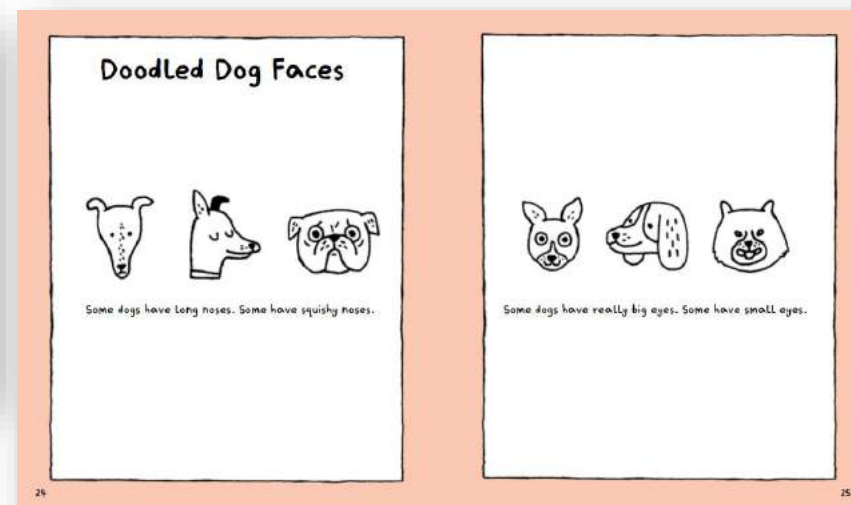 Doodled Dog Faces
Some dogs have long noses. Some have squishy noses.
24
Some dogs have really big eyes. Some have small eyes.
25